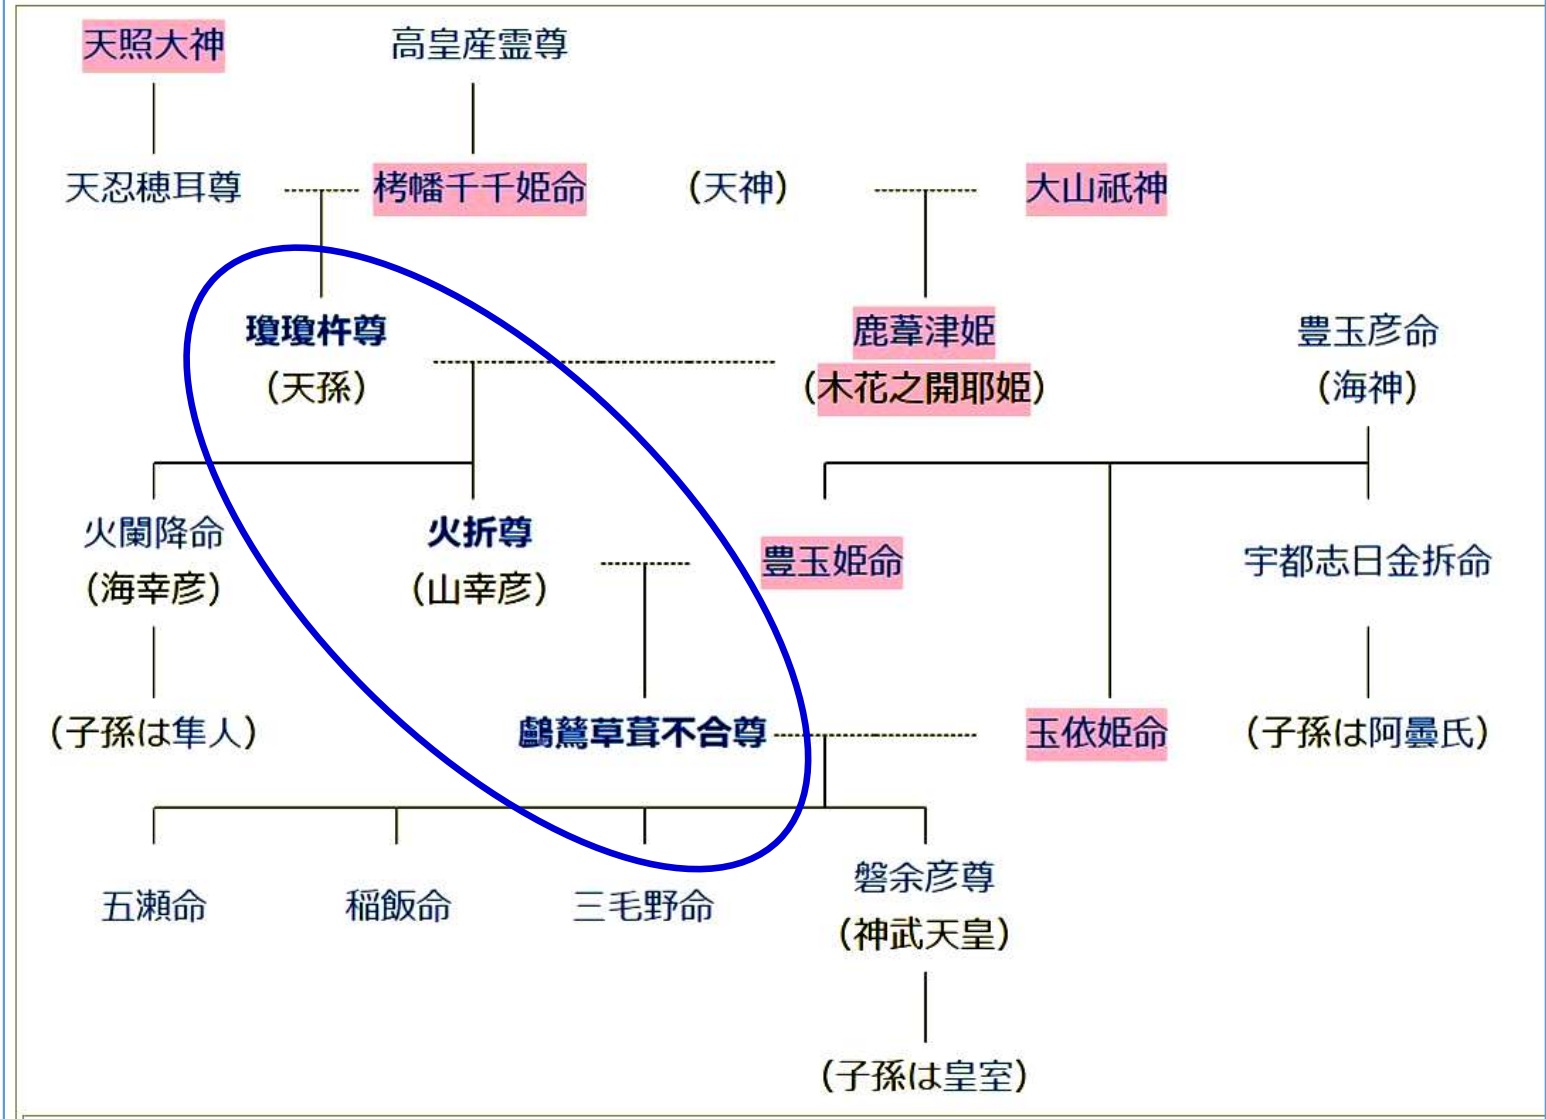 天照大神
高皇産霊尊
天忍穂耳尊
栲幡千千姫命
（天神）
大山祇神
瓊瓊杵尊
（天孫）
鹿葦津姫
（木花之開耶姫）
豊玉彦命
（海神）
火闌降命
（海幸彦）
火折尊
（山幸彦）
豊玉姫命
宇都志日金拆命
（子孫は隼人）
鸕鶿草葺不合尊
玉依姫命
（子孫は阿曇氏）
五瀬命
稲飯命
三毛野命
磐余彦尊
（神武天皇）
（子孫は皇室）